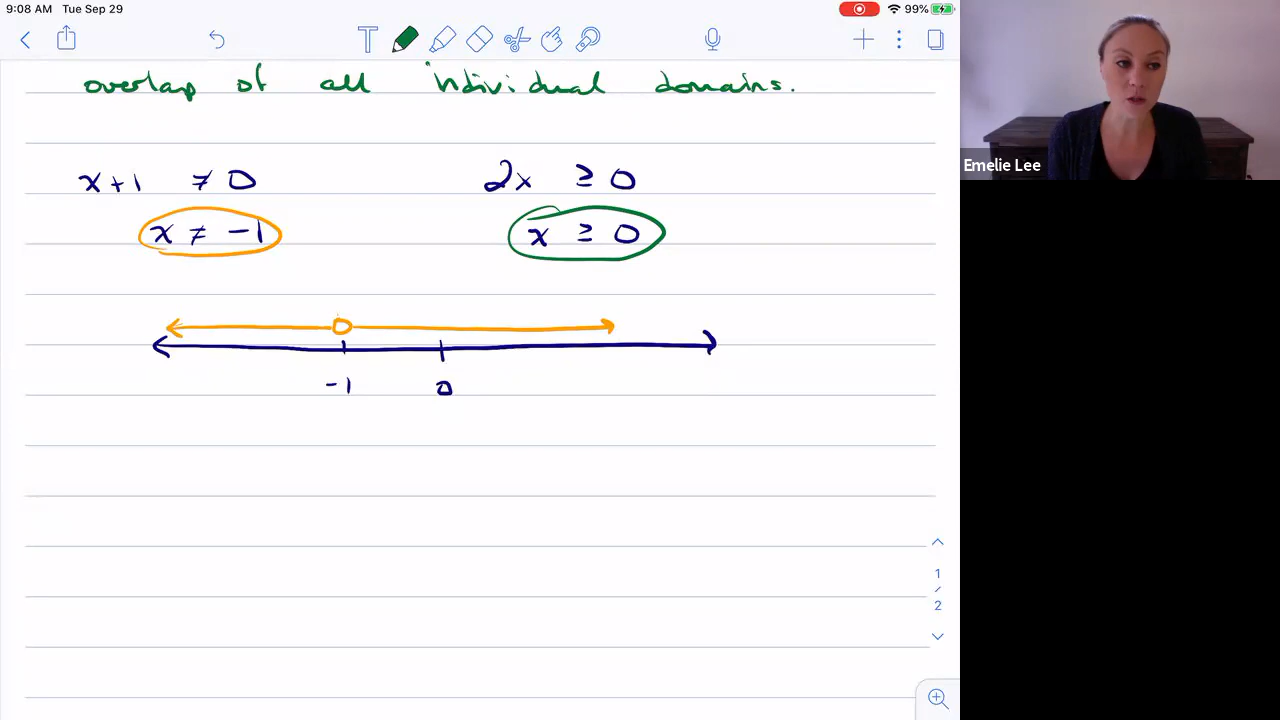 9:08 AM Tue Sep 29
99%
overlap of all individual domains.
x+1 ≠ 0
2x ≥ 0
x ≠ -1
x ≥ 0
-1 0
Emelie Lee
1
/
2